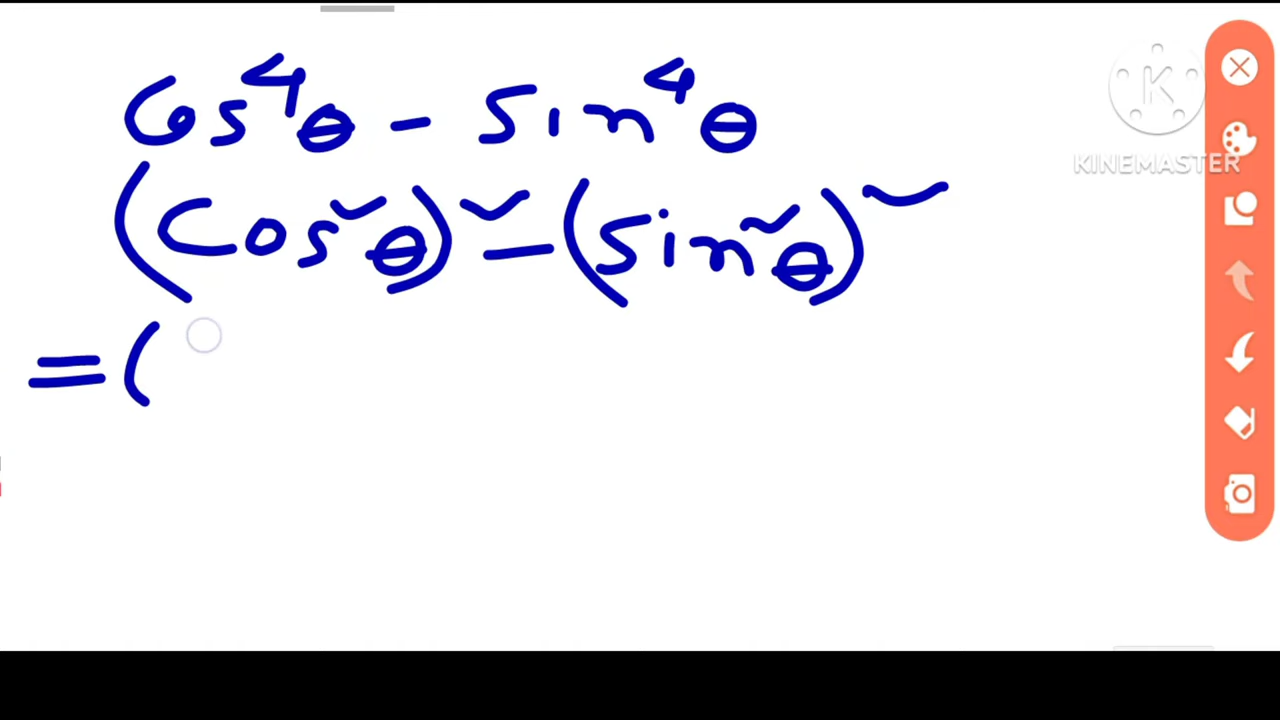 cos⁴θ - sin⁴θ
(cos²θ)² - (sin²θ)²
= (
KINEMASTER